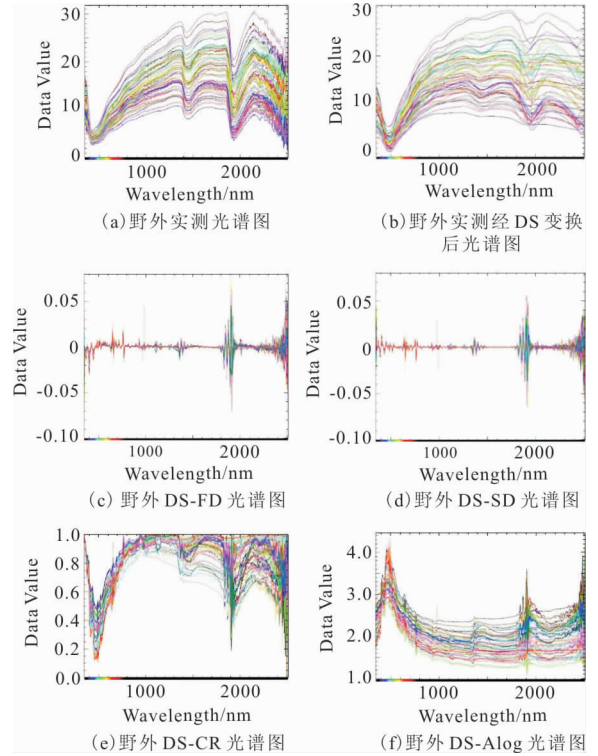 30
20
10
0
Data Value
1000
2000
Wavelength/nm
(a)野外实测光谱图
30
20
10
0
Data Value
1000
2000
Wavelength/nm
(b)野外实测经 DS 变换
后光谱图
0.05
0
-0.05
-0.10
Data Value
1000
2000
Wavelength/nm
(c) 野外 DS-FD 光谱图
0.05
0
-0.05
-0.10
Data Value
1000
2000
Wavelength/nm
(d)野外 DS-SD 光谱图
1.0
0.8
0.6
0.4
0.2
0.0
Data Value
1000
2000
Wavelength/nm
(e)野外 DS-CR 光谱图
4.0
3.0
2.0
1.0
Data Value
1000
2000
Wavelength/nm
(f)野外 DS-Alog 光谱图